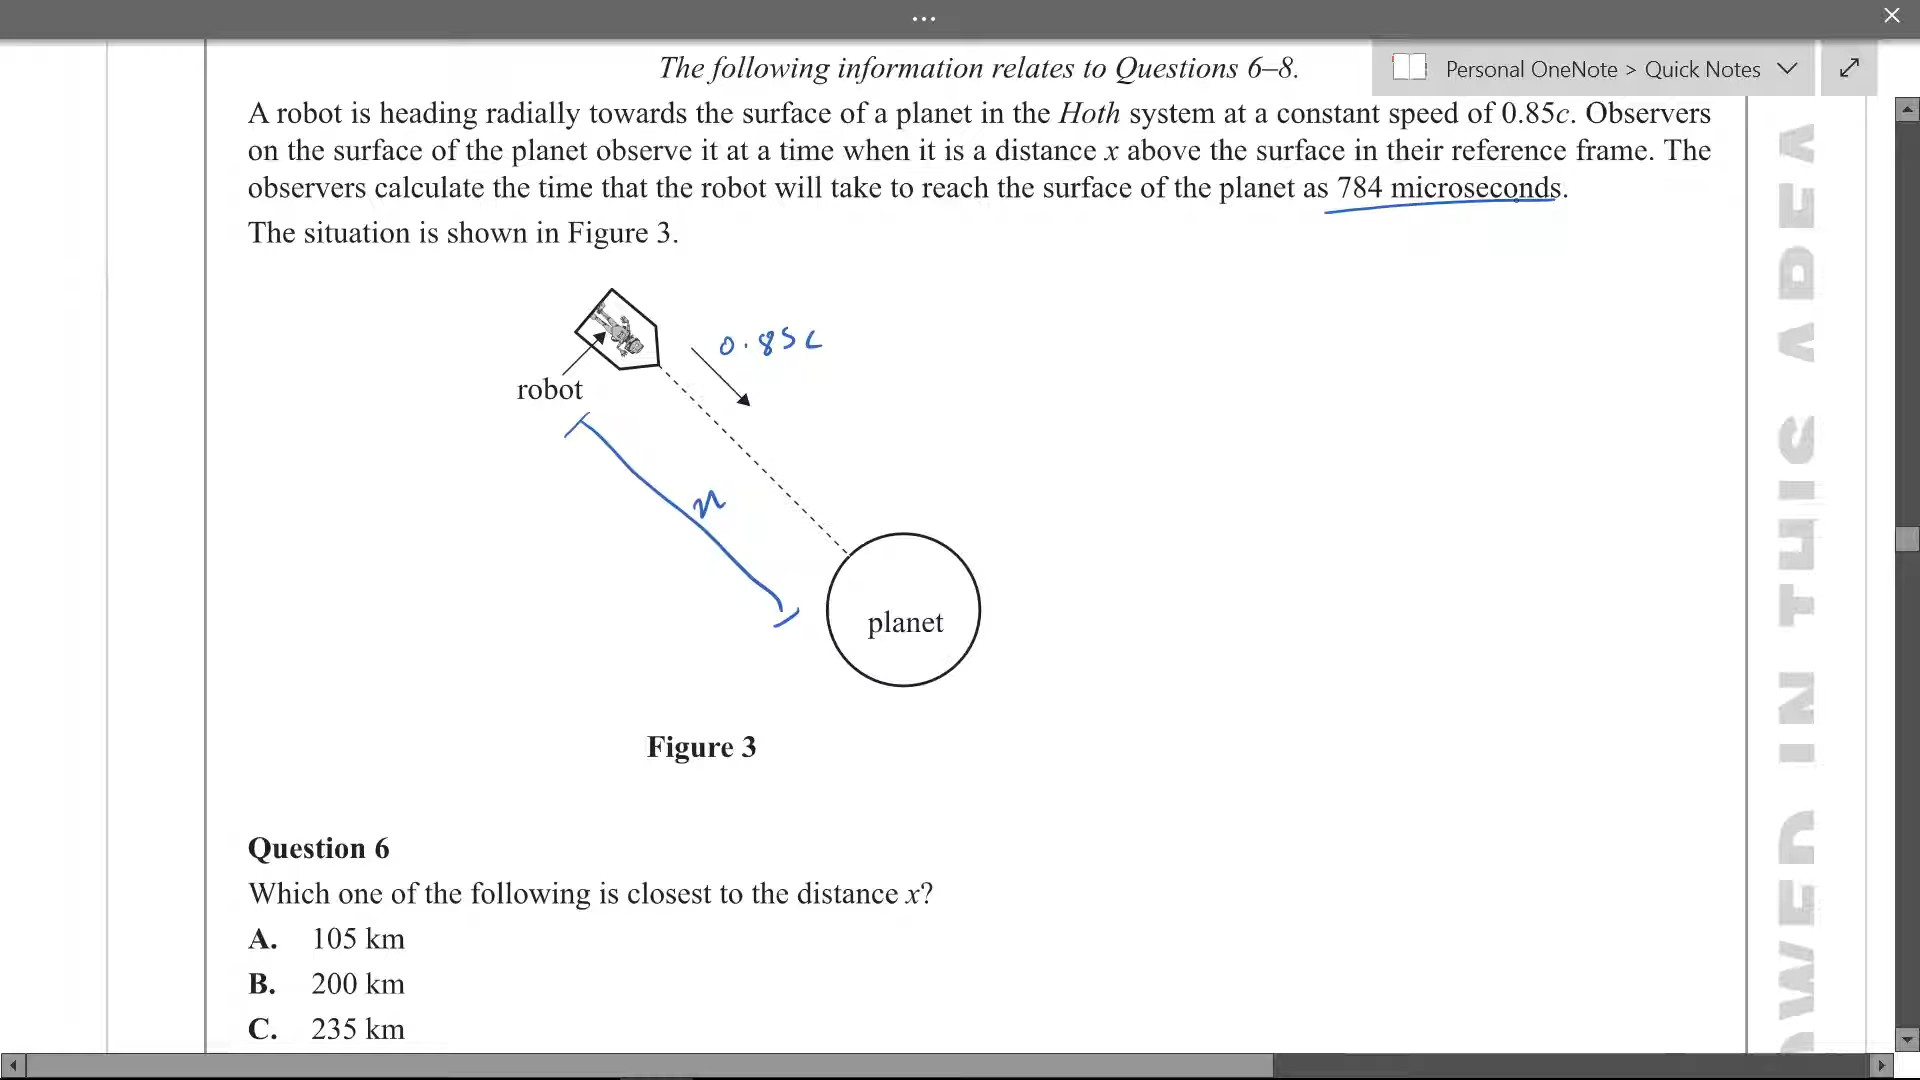 The following information relates to Questions 6–8.
Personal OneNote > Quick Notes
A robot is heading radially towards the surface of a planet in the Hoth system at a constant speed of 0.85c. Observers
on the surface of the planet observe it at a time when it is a distance x above the surface in their reference frame. The
observers calculate the time that the robot will take to reach the surface of the planet as 784 microseconds.
The situation is shown in Figure 3.
0.85c
robot
x
planet
Figure 3
Question 6
Which one of the following is closest to the distance x?
A. 105 km
B. 200 km
C. 235 km
IN THIS AREA